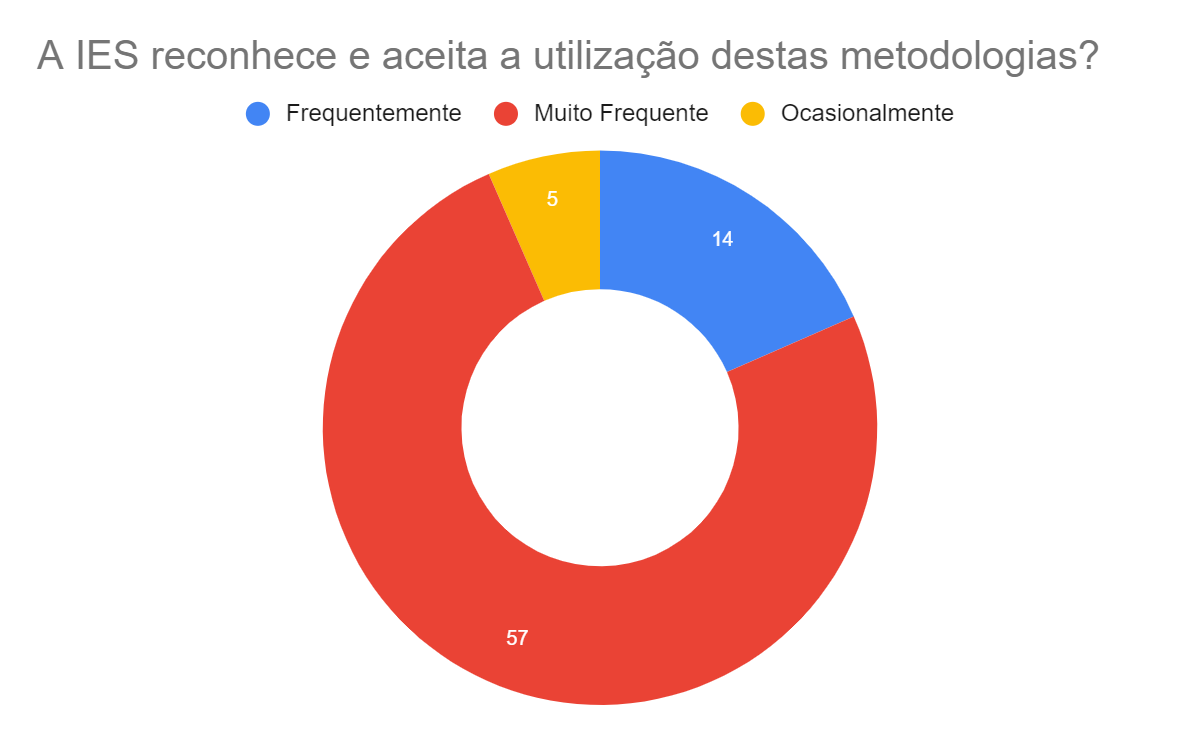 A IES reconhece e aceita a utilização destas metodologias?
Frequentemente Muito Frequente Ocasionalmente
5
14
57